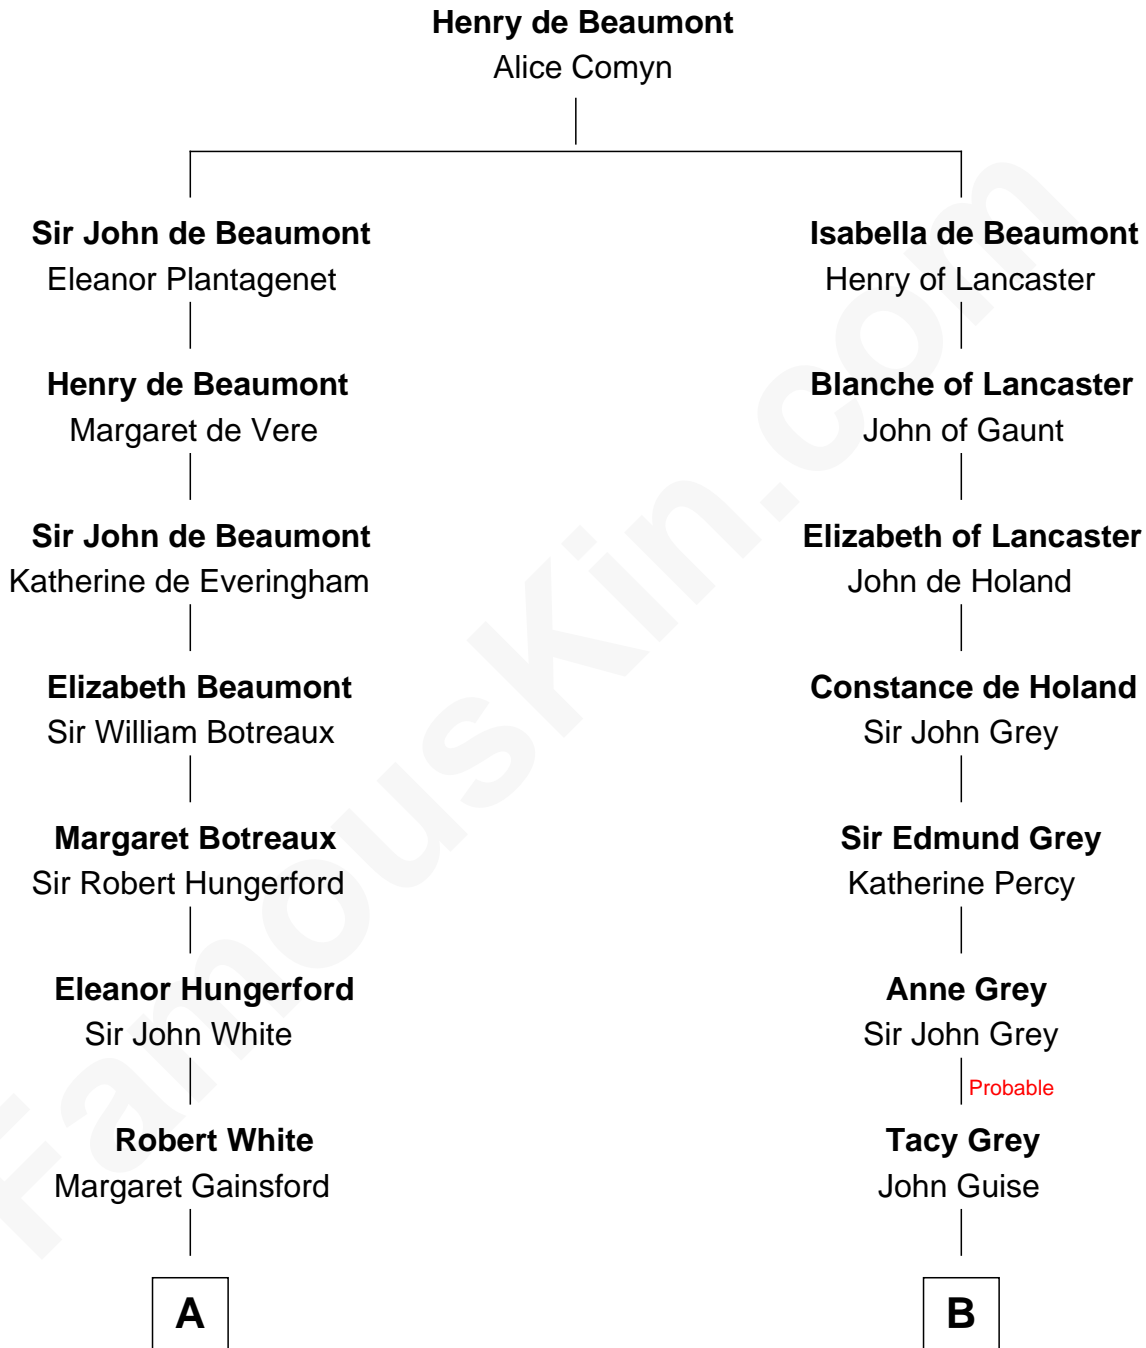 Henry de Beaumont
Alice Comyn
Sir John de Beaumont
Eleanor Plantagenet
Henry de Beaumont
Margaret de Vere
Sir John de Beaumont
Katherine de Everingham
Elizabeth Beaumont
Sir William Botreaux
Margaret Botreaux
Sir Robert Hungerford
Eleanor Hungerford
Sir John White
Robert White
Margaret Gainsford
A
Isabella de Beaumont
Henry of Lancaster
Blanche of Lancaster
John of Gaunt
Elizabeth of Lancaster
John de Holand
Constance de Holand
Sir John Grey
Sir Edmund Grey
Katherine Percy
Anne Grey
Sir John Grey
Probable
Tacy Grey
John Guise
B
FamousKin.com